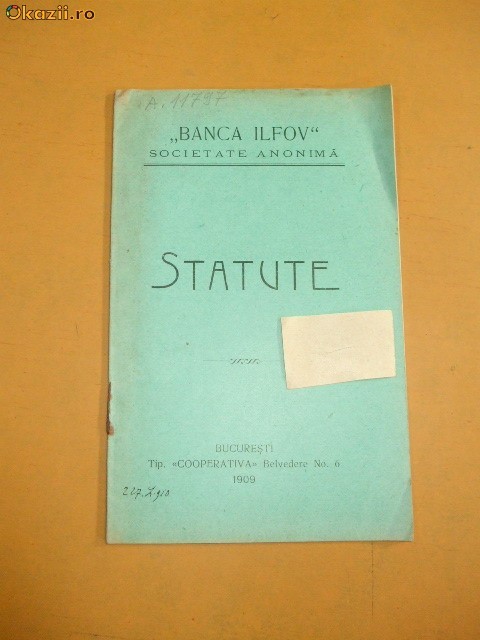 Okazii.ro
A. 11797
„BANCA ILFOV“
SOCIETATE ANONIMĂ
STATUTE
BUCUREȘTI
Tip. «COOPERATIVA» Belvedere No. 6
1909